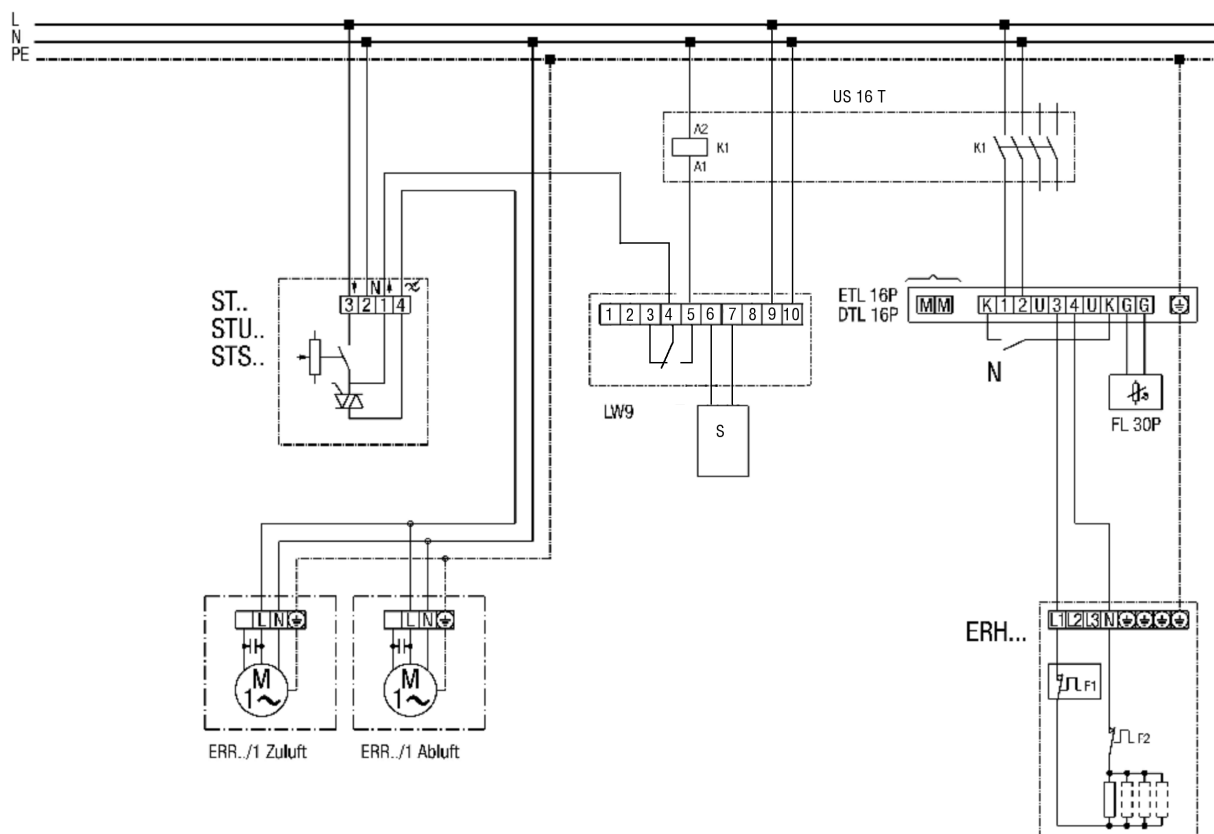 L
N
PE
US 16 T
A2
K1
A1
K1
N
3 2 1 4
ST..
STU..
STS..
1 2 3 4 5 6 7 8 9 10
LW9
S
ETL 16P
DTL 16P
M M
K 1 2 U 3 4 U K G G
N
FL 30P
L N
M
1~
ERR../1 Zuluft
L N
M
1~
ERR../1 Abluft
ERH...
L1 L2 L3 N
F1
F2